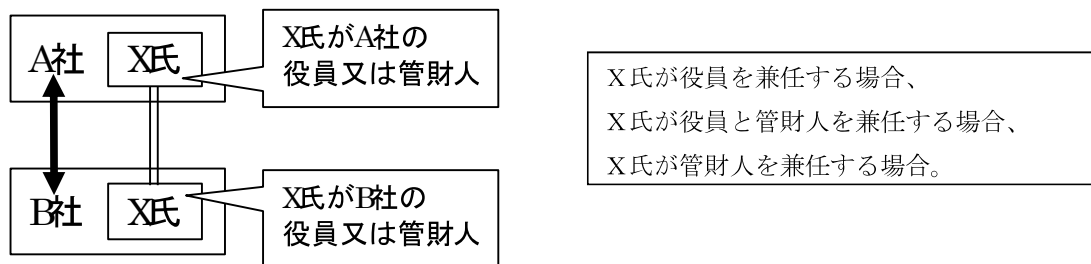 A社
X氏
X氏がA社の
役員又は管財人
B社
X氏
X氏がB社の
役員又は管財人
X氏が役員を兼任する場合、
X氏が役員と管財人を兼任する場合、
X氏が管財人を兼任する場合。